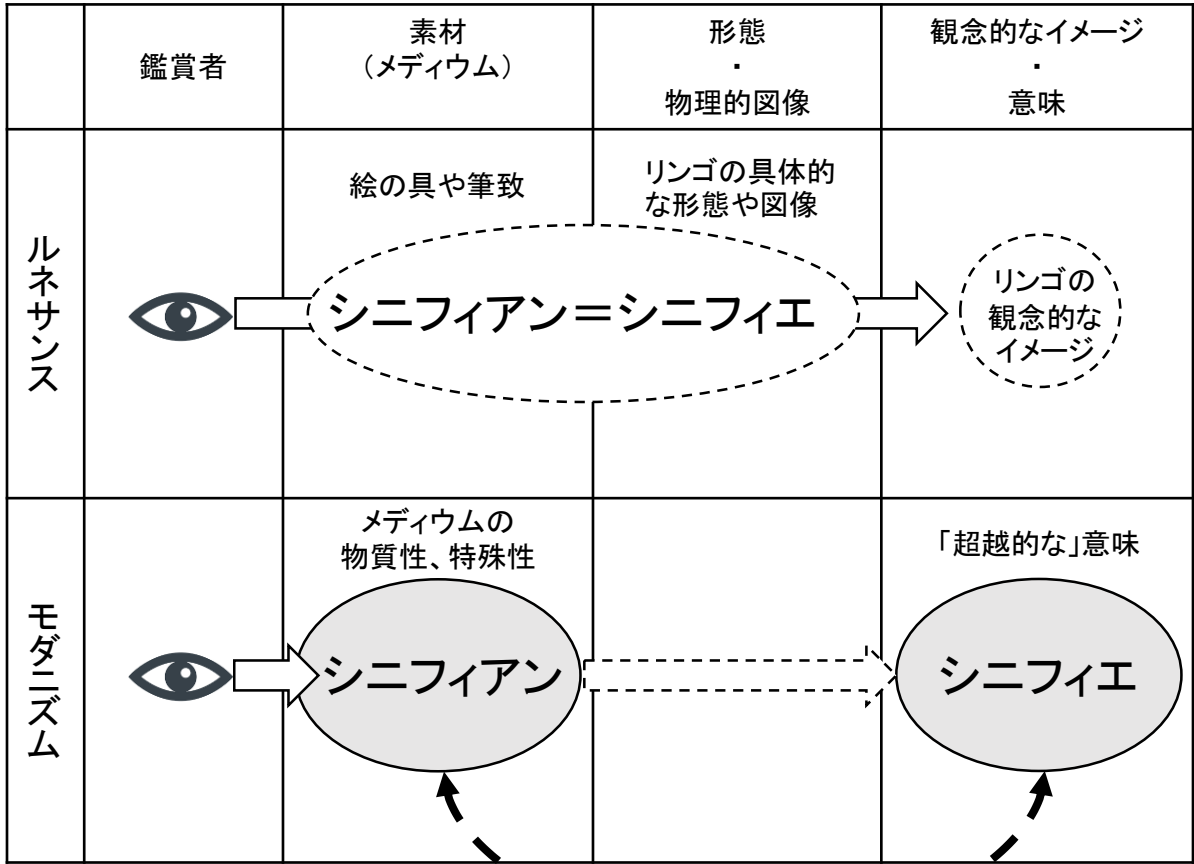 鑑賞者
素材
（メディウム）
形態
・
物理的図像
観念的なイメージ
・
意味
ルネサンス
絵の具や筆致
リンゴの具体的
な形態や図像
シニフィアン＝シニフィエ
リンゴの
観念的な
イメージ
モダニズム
メディウムの
物質性、特殊性
シニフィアン
「超越的な」意味
シニフィエ